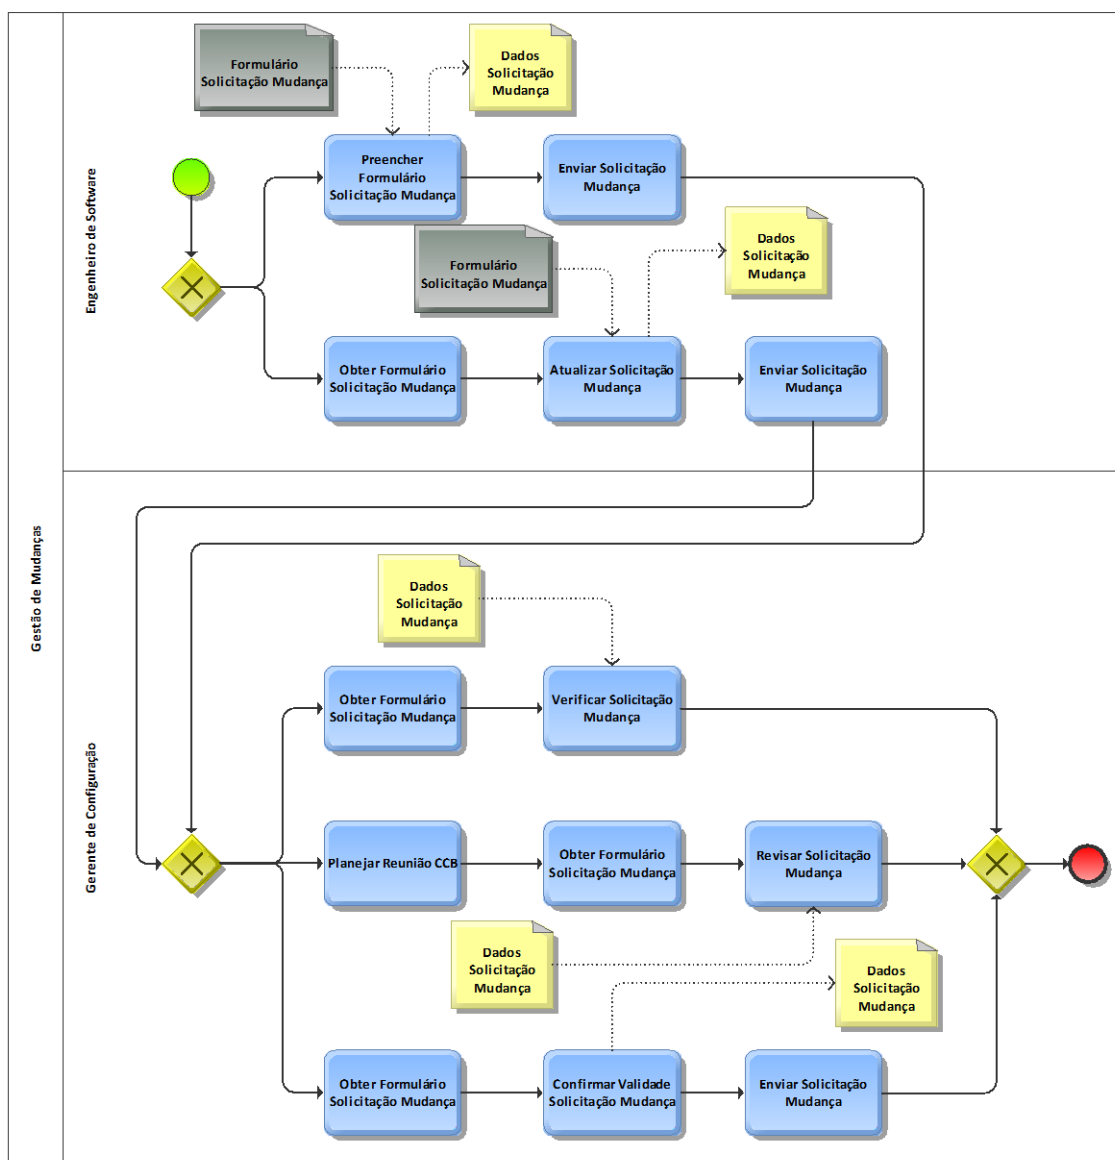 Gestão de Mudanças
Engenheiro de Software
Formulário
Solicitação Mudança
Dados
Solicitação
Mudança
Preencher
Formulário
Solicitação Mudança
Enviar Solicitação
Mudança
Formulário
Solicitação Mudança
Dados
Solicitação
Mudança
Obter Formulário
Solicitação Mudança
Atualizar Solicitação
Mudança
Enviar Solicitação
Mudança
Gerente de Configuração
Dados
Solicitação
Mudança
Obter Formulário
Solicitação Mudança
Verificar Solicitação
Mudança
Planejar Reunião CCB
Obter Formulário
Solicitação Mudança
Revisar Solicitação
Mudança
Dados
Solicitação
Mudança
Dados
Solicitação
Mudança
Obter Formulário
Solicitação Mudança
Confirmar Validade
Solicitação Mudança
Enviar Solicitação
Mudança